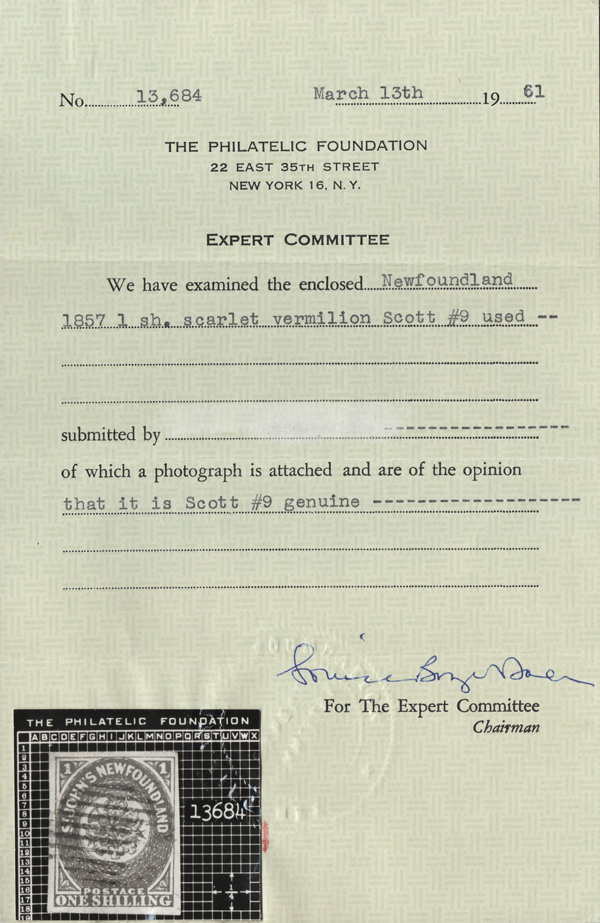 No. 13,684 March 13th 19 61
THE PHILATELIC FOUNDATION
22 EAST 35TH STREET
NEW YORK 16, N. Y.
EXPERT COMMITTEE
We have examined the enclosed Newfoundland
1857 1 sh. scarlet vermilion Scott #9 used --
submitted by
of which a photograph is attached and are of the opinion
that it is Scott #9 genuine
For The Expert Committee
Chairman
THE PHILATELIC FOUNDATION
A B C D E F G H I J K L M N O P Q R S T U V W X
1
2
3
4
5
6
7
8
9
10
11
12
13
14
15
16
17
18
1 1
ST. JOHN'S NEWFOUNDLAND
13684
POSTAGE
ONE SHILLING